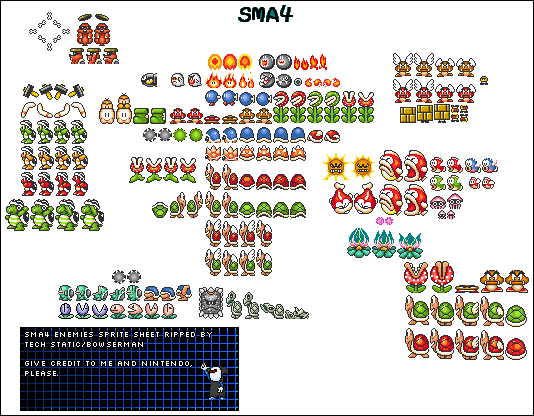 SMA4
SMA4 ENEMIES SPRITE SHEET RIPPED BY
TECH STATIC/BOWSERMAN
GIVE CREDIT TO ME AND NINTENDO,
PLEASE.